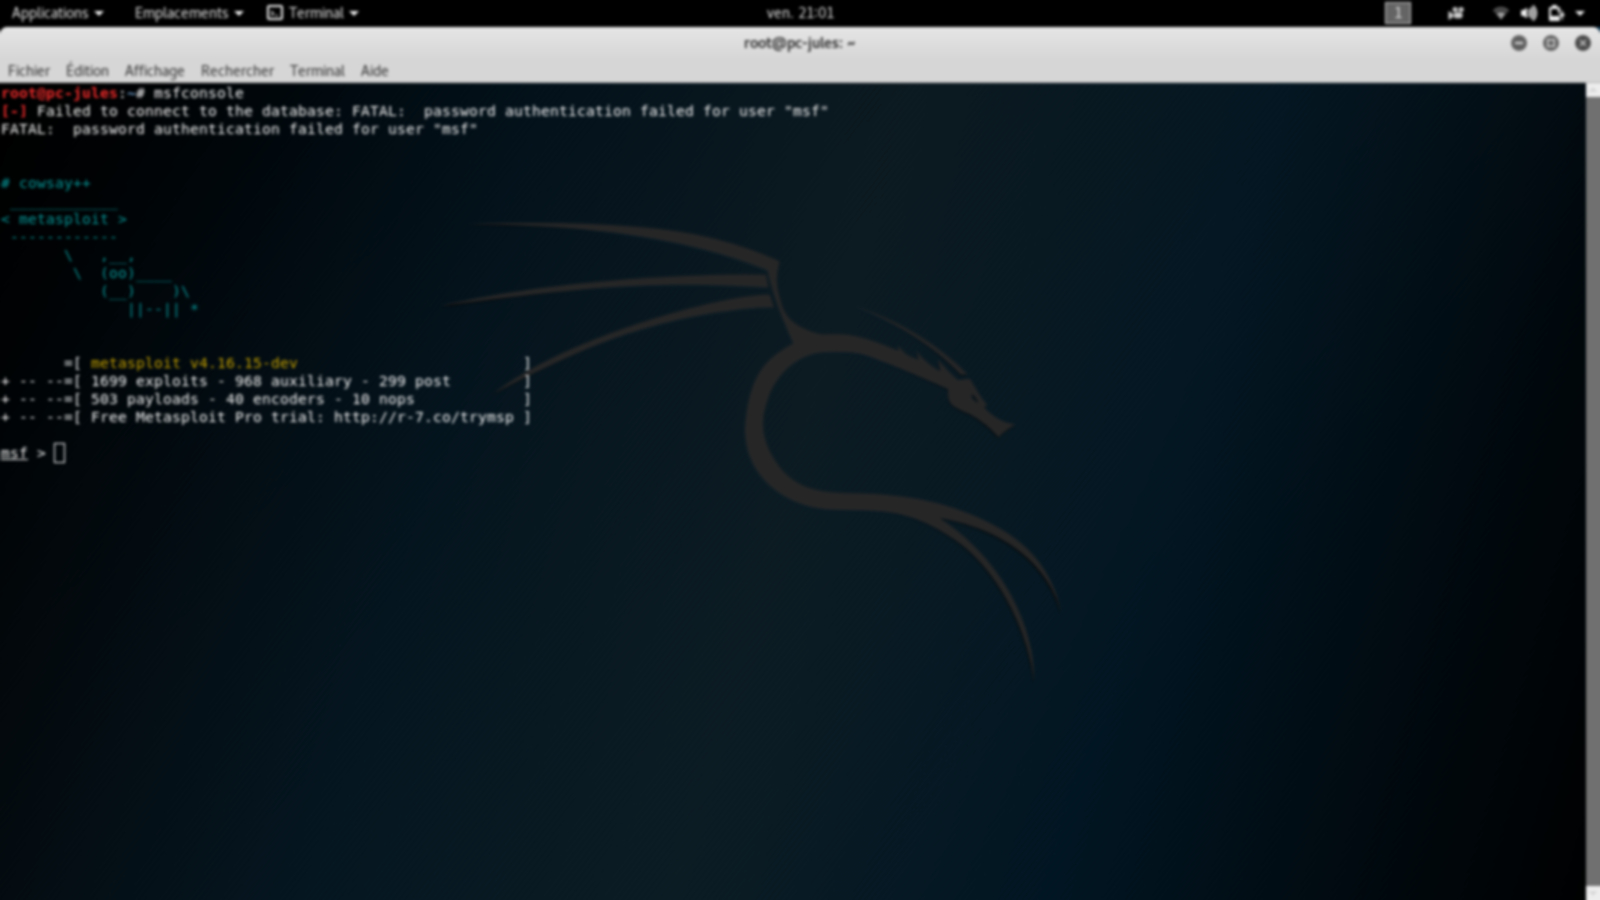 Applications Emplacements Terminal ven. 21:01 1
root@pc-jules: ~
Fichier Édition Affichage Rechercher Terminal Aide
root@pc-jules:~# msfconsole
[-] Failed to connect to the database: FATAL:  password authentication failed for user "msf"
FATAL:  password authentication failed for user "msf"
# cowsay++
 ____________
< metasploit >
 ------------
       \   ,__,
        \  (oo)____
           (__)    )\
              ||--|| *
       =[ metasploit v4.16.15-dev                         ]
+ -- --=[ 1699 exploits - 968 auxiliary - 299 post        ]
+ -- --=[ 503 payloads - 40 encoders - 10 nops            ]
+ -- --=[ Free Metasploit Pro trial: http://r-7.co/trymsp ]
msf >